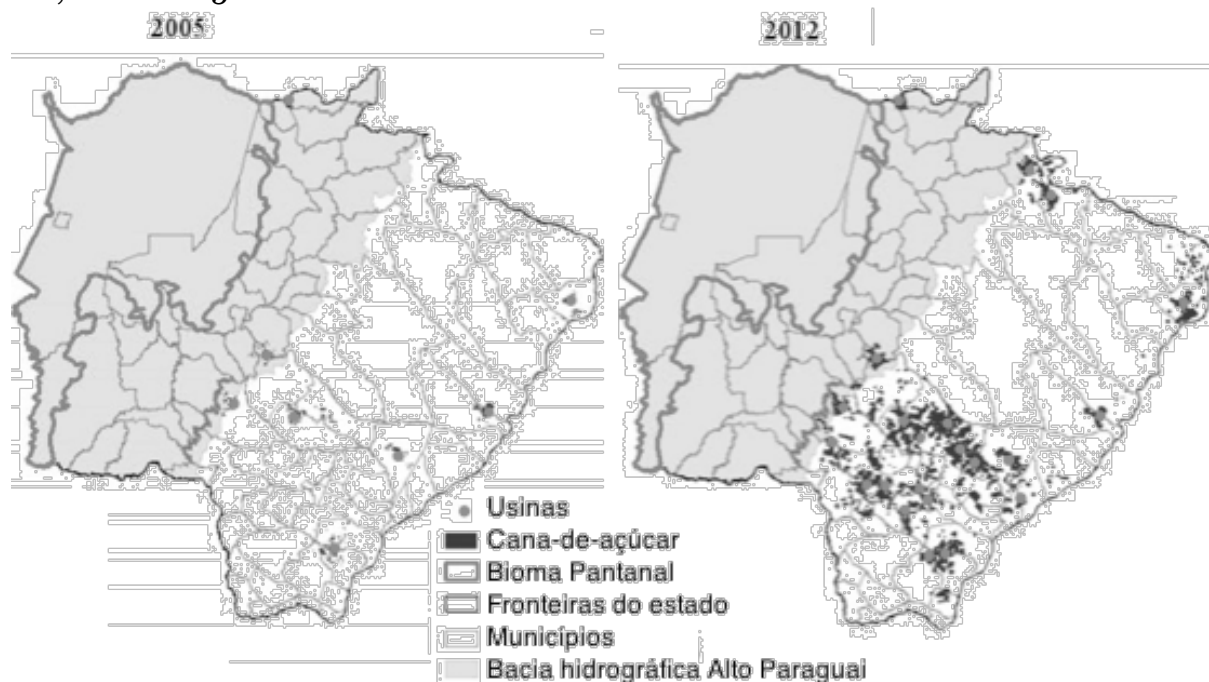 2005
2012
Usinas
Cana-de-açúcar
Bioma Pantanal
Fronteiras do estado
Municípios
Bacia hidrográfica Alto Paraguai